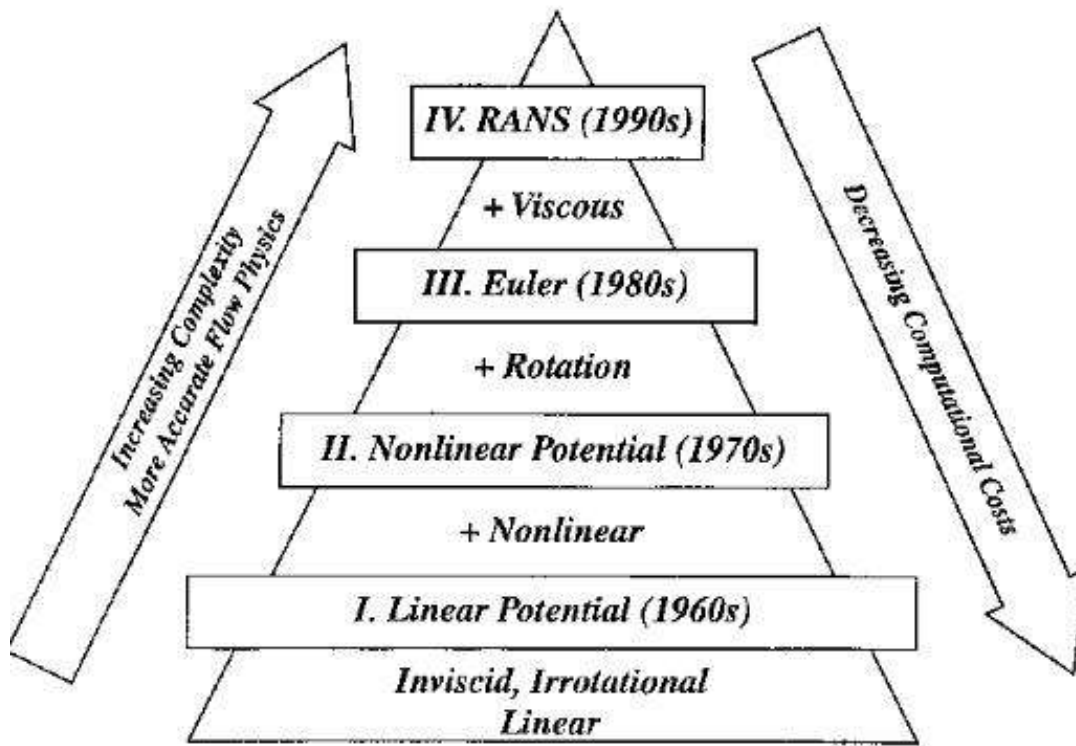 IV. RANS (1990s)
+ Viscous
III. Euler (1980s)
+ Rotation
II. Nonlinear Potential (1970s)
+ Nonlinear
I. Linear Potential (1960s)
Inviscid, Irrotational
Linear
Increasing Complexity
More Accurate Flow Physics
Decreasing Computational Costs